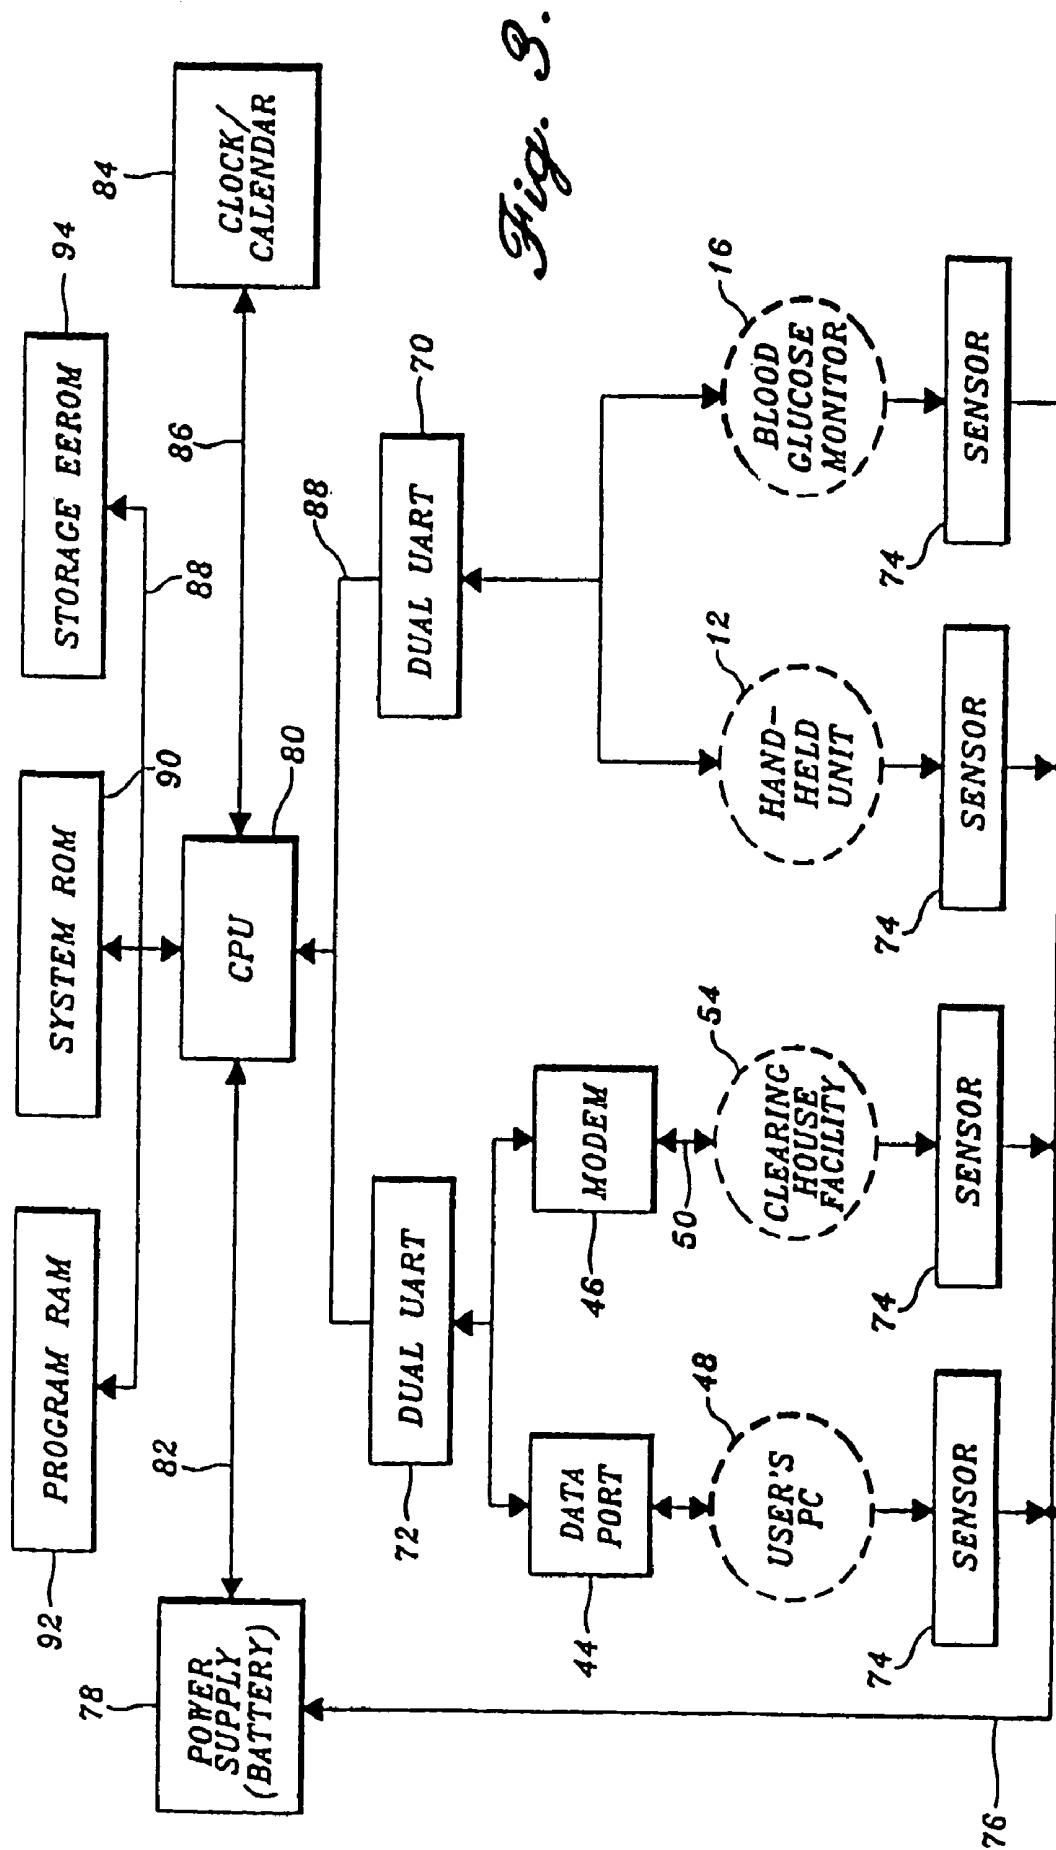 92
PROGRAM RAM
SYSTEM ROM
90
STORAGE EEROM
94
88
78
POWER
SUPPLY
(BATTERY)
82
CPU
80
86
CLOCK/
CALENDAR
84
88
72
DUAL UART
DUAL UART
70
44
DATA
PORT
46
MODEM
50
48
USER'S
PC
54
CLEARING
HOUSE
FACILITY
12
HAND-
HELD
UNIT
16
BLOOD
GLUCOSE
MONITOR
74
SENSOR
74
SENSOR
74
SENSOR
74
SENSOR
76
Fig. 3.